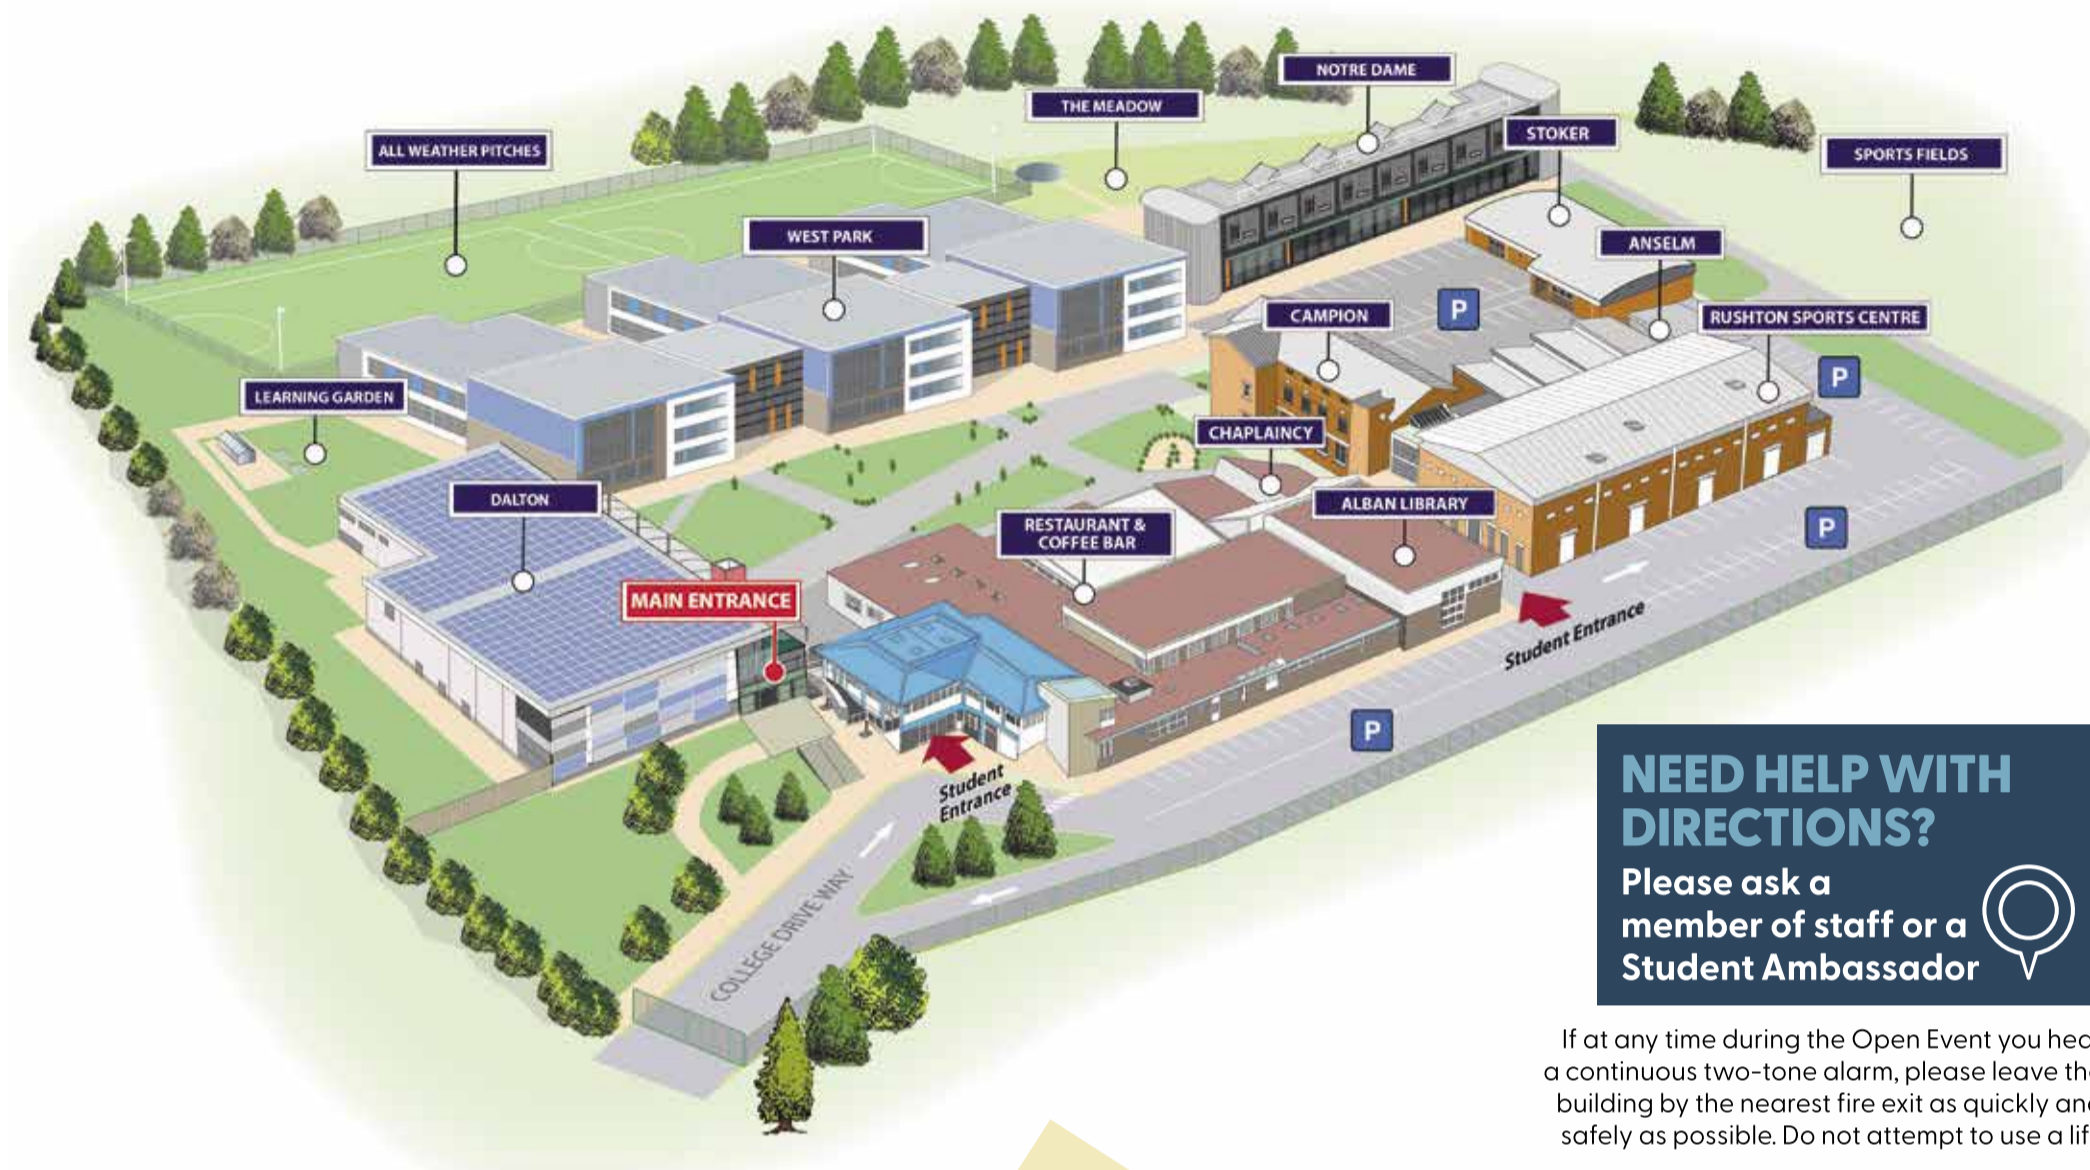 NOTRE DAME
THE MEADOW
STOKER
ALL WEATHER PITCHES
SPORTS FIELDS
WEST PARK
ANSELM
P
CAMPION
RUSHTON SPORTS CENTRE
P
LEARNING GARDEN
CHAPLAINCY
DALTON
ALBAN LIBRARY
RESTAURANT &
COFFEE BAR
P
MAIN ENTRANCE
Student Entrance
P
Student
Entrance
COLLEGE DRIVE WAY
NEED HELP WITH
DIRECTIONS?
Please ask a
member of staff or a
Student Ambassador
If at any time during the Open Event you
a continuous two-tone alarm, please leave
building by the nearest fire exit as quickly
safely as possible. Do not attempt to use a